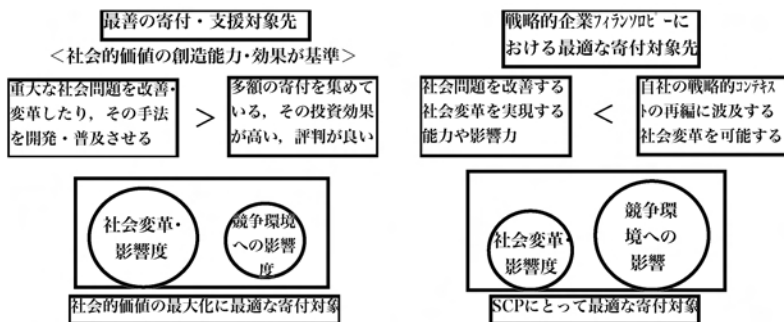 最善の寄付・支援対象先
＜社会的価値の創造能力・効果が基準＞
重大な社会問題を改善・
変革したり，その手法
を開発・普及させる
＞
多額の寄付を集めて
いる，その投資効果
が高い，評判が良い
社会変革・
影響度
競争環境
への影響
度
社会的価値の最大化に最適な寄付対象
戦略的企業フィランソロピーに
おける最適な寄付対象先
社会問題を改善する
社会変革を実現する
能力や影響力
＜
自社の戦略的コンテキス
トの再編に波及する
社会変革を可能する
社会変革・
影響度
競争環
境への
影響
SCPにとって最適な寄付対象